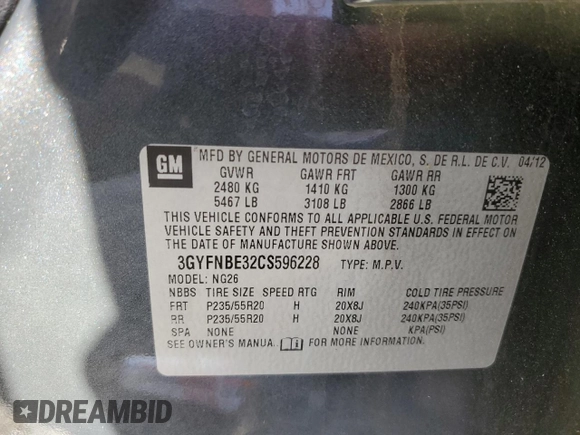 GM
MFD BY GENERAL MOTORS DE MEXICO, S. DE R.L. DE C.V. 04/12
GVWR GAWR FRT GAWR RR
2480 KG 1410 KG 1300 KG
5467 LB 3108 LB 2866 LB
THIS VEHICLE CONFORMS TO ALL APPLICABLE U.S. FEDERAL MOTOR
VEHICLE SAFETY AND THEFT PREVENTION STANDARDS IN EFFECT ON
THE DATE OF MANUFACTURE SHOWN ABOVE.
3GYFNBE32CS596228 TYPE: M.P.V.
MODEL: NG26
NBBS TIRE SIZE SPEED RTG RIM COLD TIRE PRESSURE
FRT P235/55R20 H 20X8J 240KPA(35PSI)
RR P235/55R20 H 20X8J 240KPA(35PSI)
SPA NONE NONE KPA(PSI)
SEE OWNER'S MANUAL FOR MORE INFORMATION.
DREAMBID